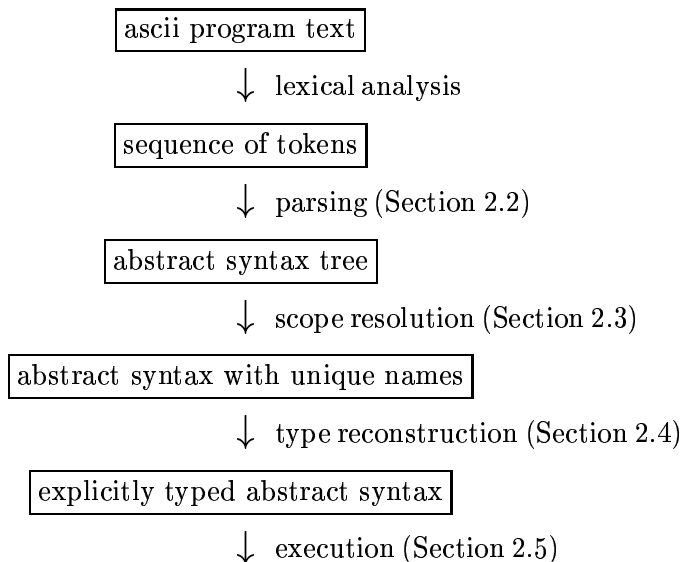 ascii program text
lexical analysis
sequence of tokens
parsing (Section 2.2)
abstract syntax tree
scope resolution (Section 2.3)
abstract syntax with unique names
type reconstruction (Section 2.4)
explicitly typed abstract syntax
execution (Section 2.5)